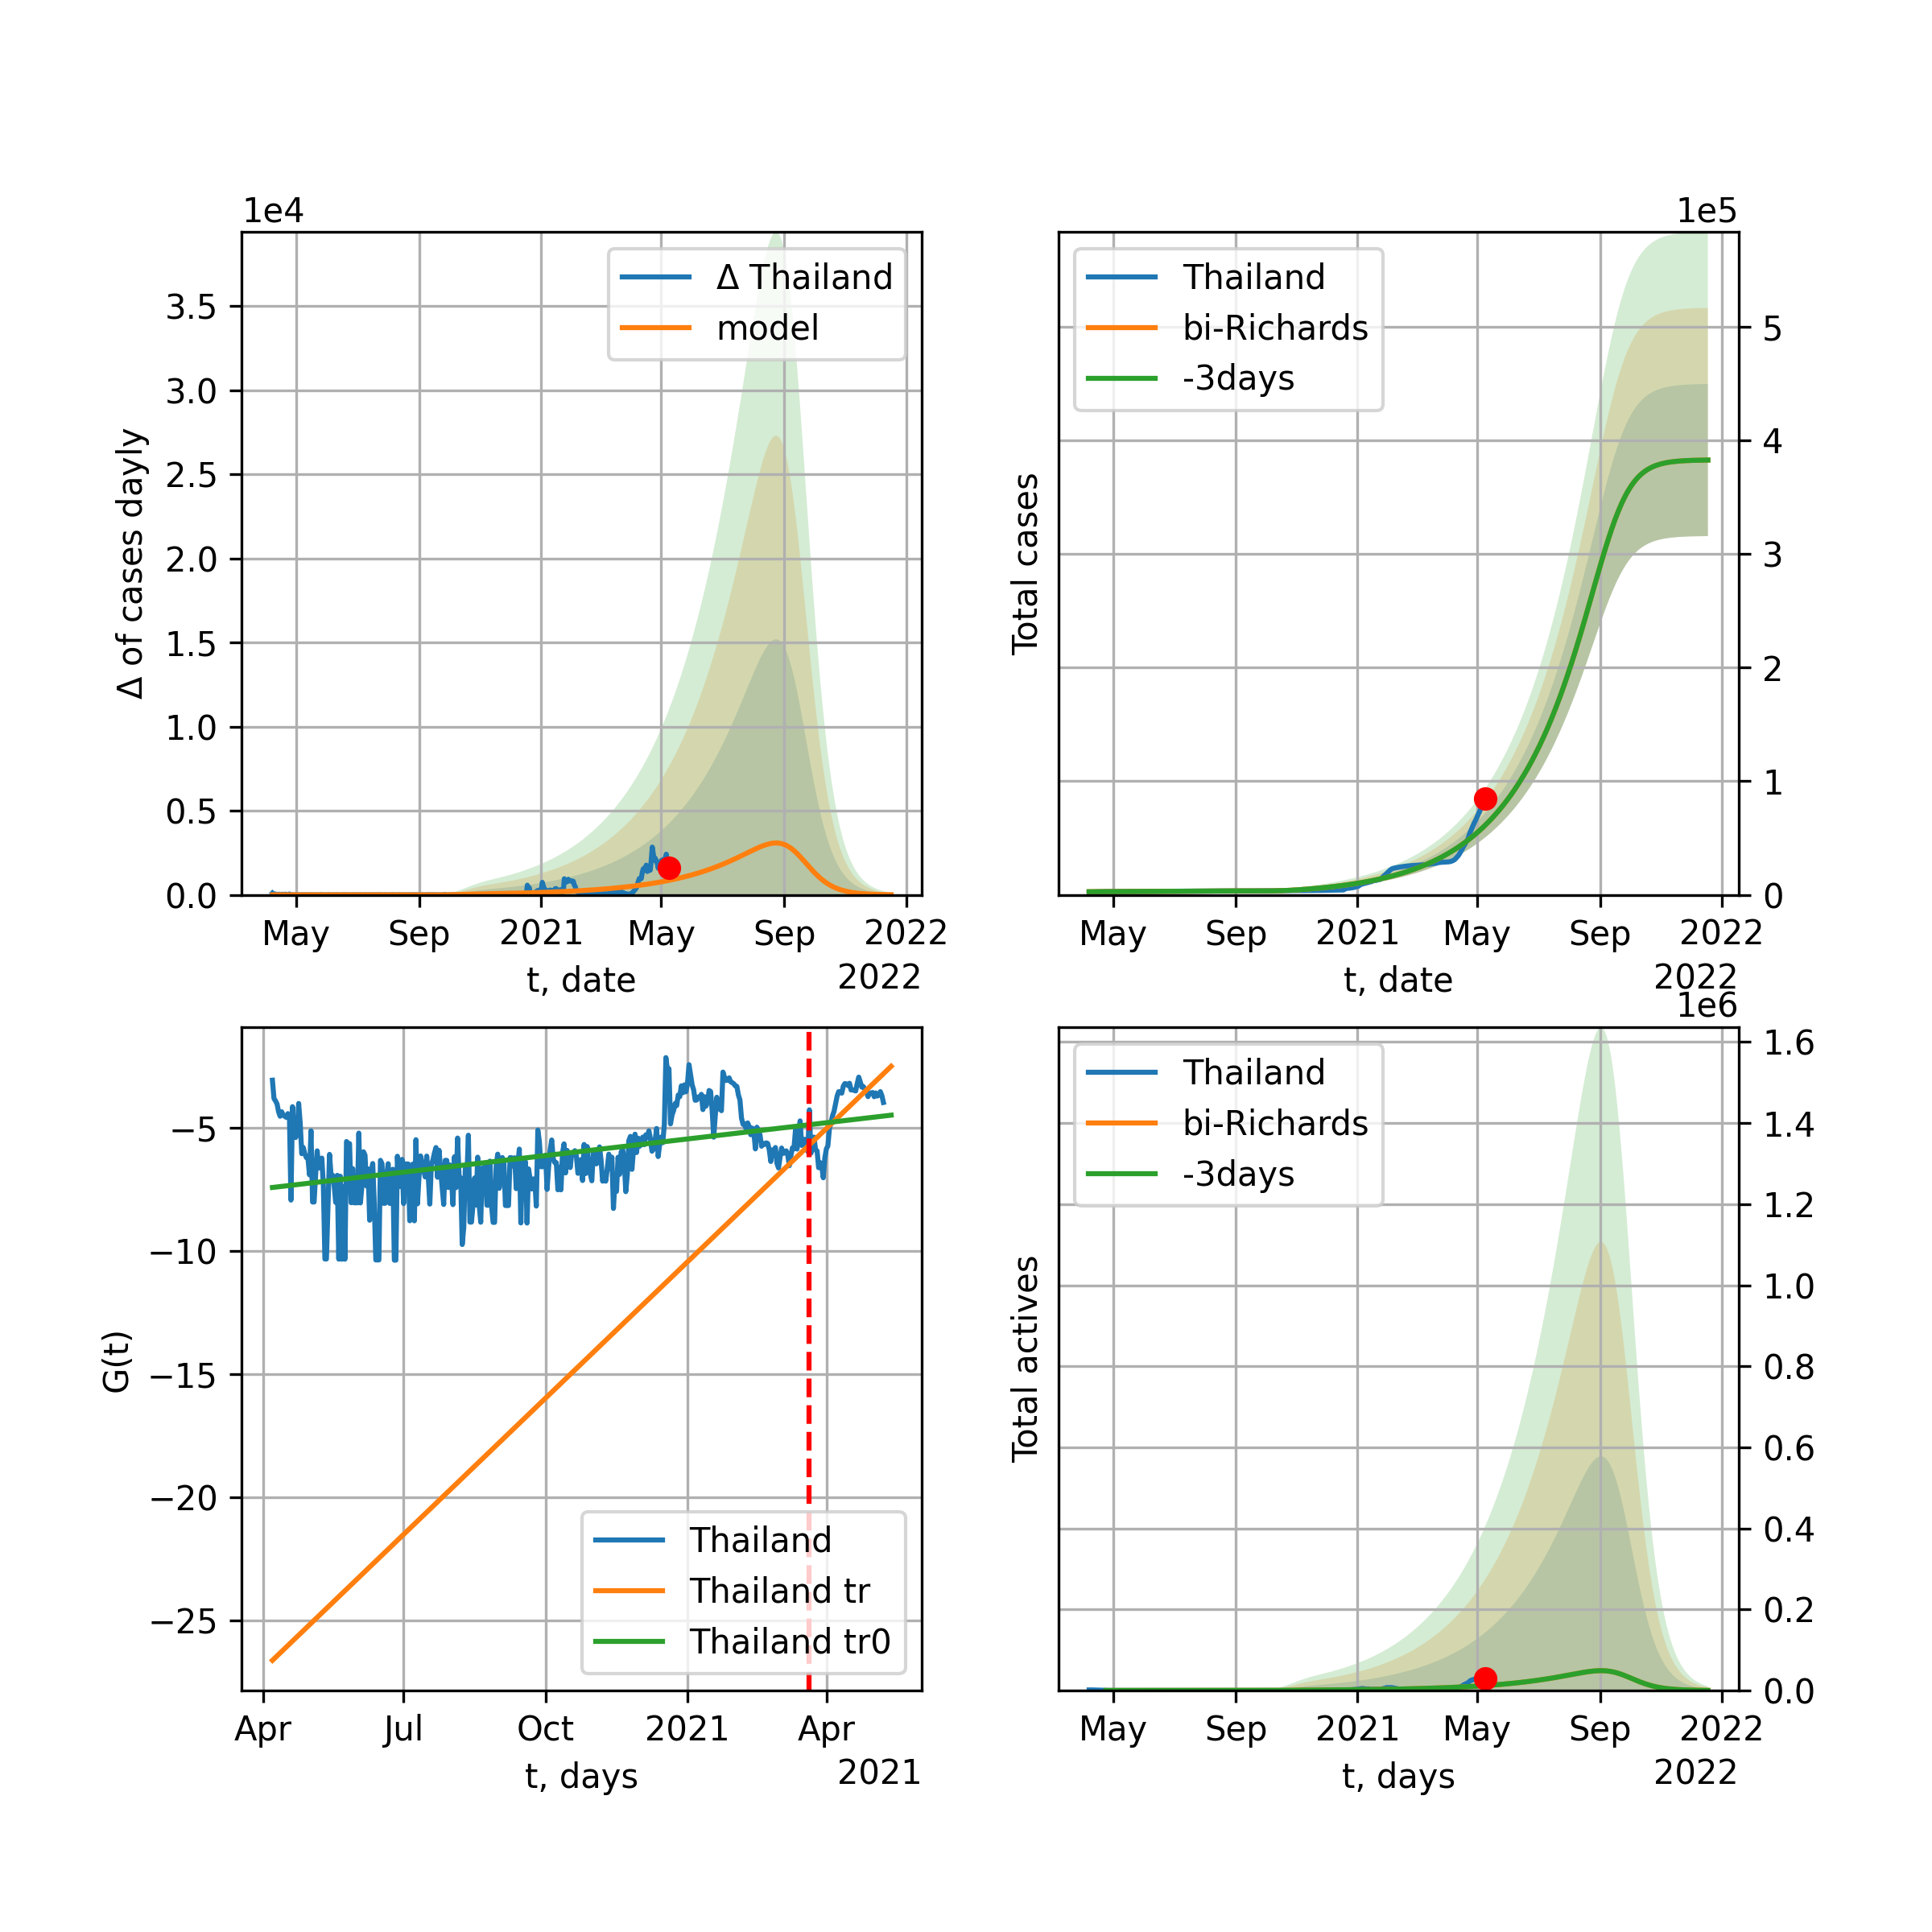 1e4
Δ Thailand
model
3.5
3.0
2.5
2.0
1.5
1.0
0.5
0.0
Δ of cases dayly
May Sep 2021 May Sep 2022
t, date
2022
1e5
Thailand
bi-Richards
-3days
5
4
3
2
1
0
Total cases
May Sep 2021 May Sep 2022
t, date
2022
−5
−10
−15
−20
−25
G(t)
Thailand
Thailand tr
Thailand tr0
Apr Jul Oct 2021 Apr
t, days
2021
1e6
Thailand
bi-Richards
-3days
1.6
1.4
1.2
1.0
0.8
0.6
0.4
0.2
0.0
Total actives
May Sep 2021 May Sep 2022
t, days
2022